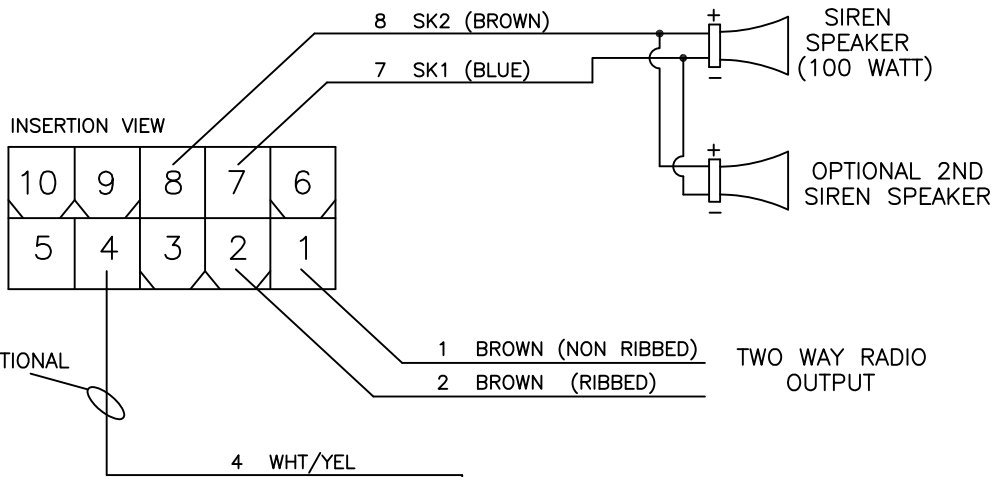 8 SK2 (BROWN)
SIREN
SPEAKER
(100 WATT)
+
−
7 SK1 (BLUE)
INSERTION VIEW
10 9 8 7 6
5 4 3 2 1
+
−
OPTIONAL 2ND
SIREN SPEAKER
1 BROWN (NON RIBBED)
2 BROWN (RIBBED)
TWO WAY RADIO
OUTPUT
TIONAL
4 WHT/YEL